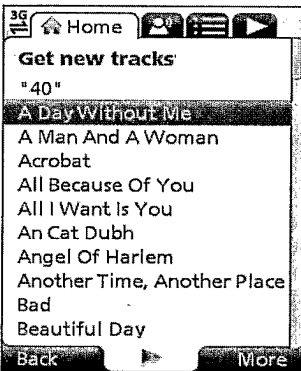 3G
Home
Get new tracks
"40"
A Day Without Me
A Man And A Woman
Acrobat
All Because Of You
All I Want Is You
An Cat Dubh
Angel Of Harlem
Another Time, Another Place
Bad
Beautiful Day
Back
More